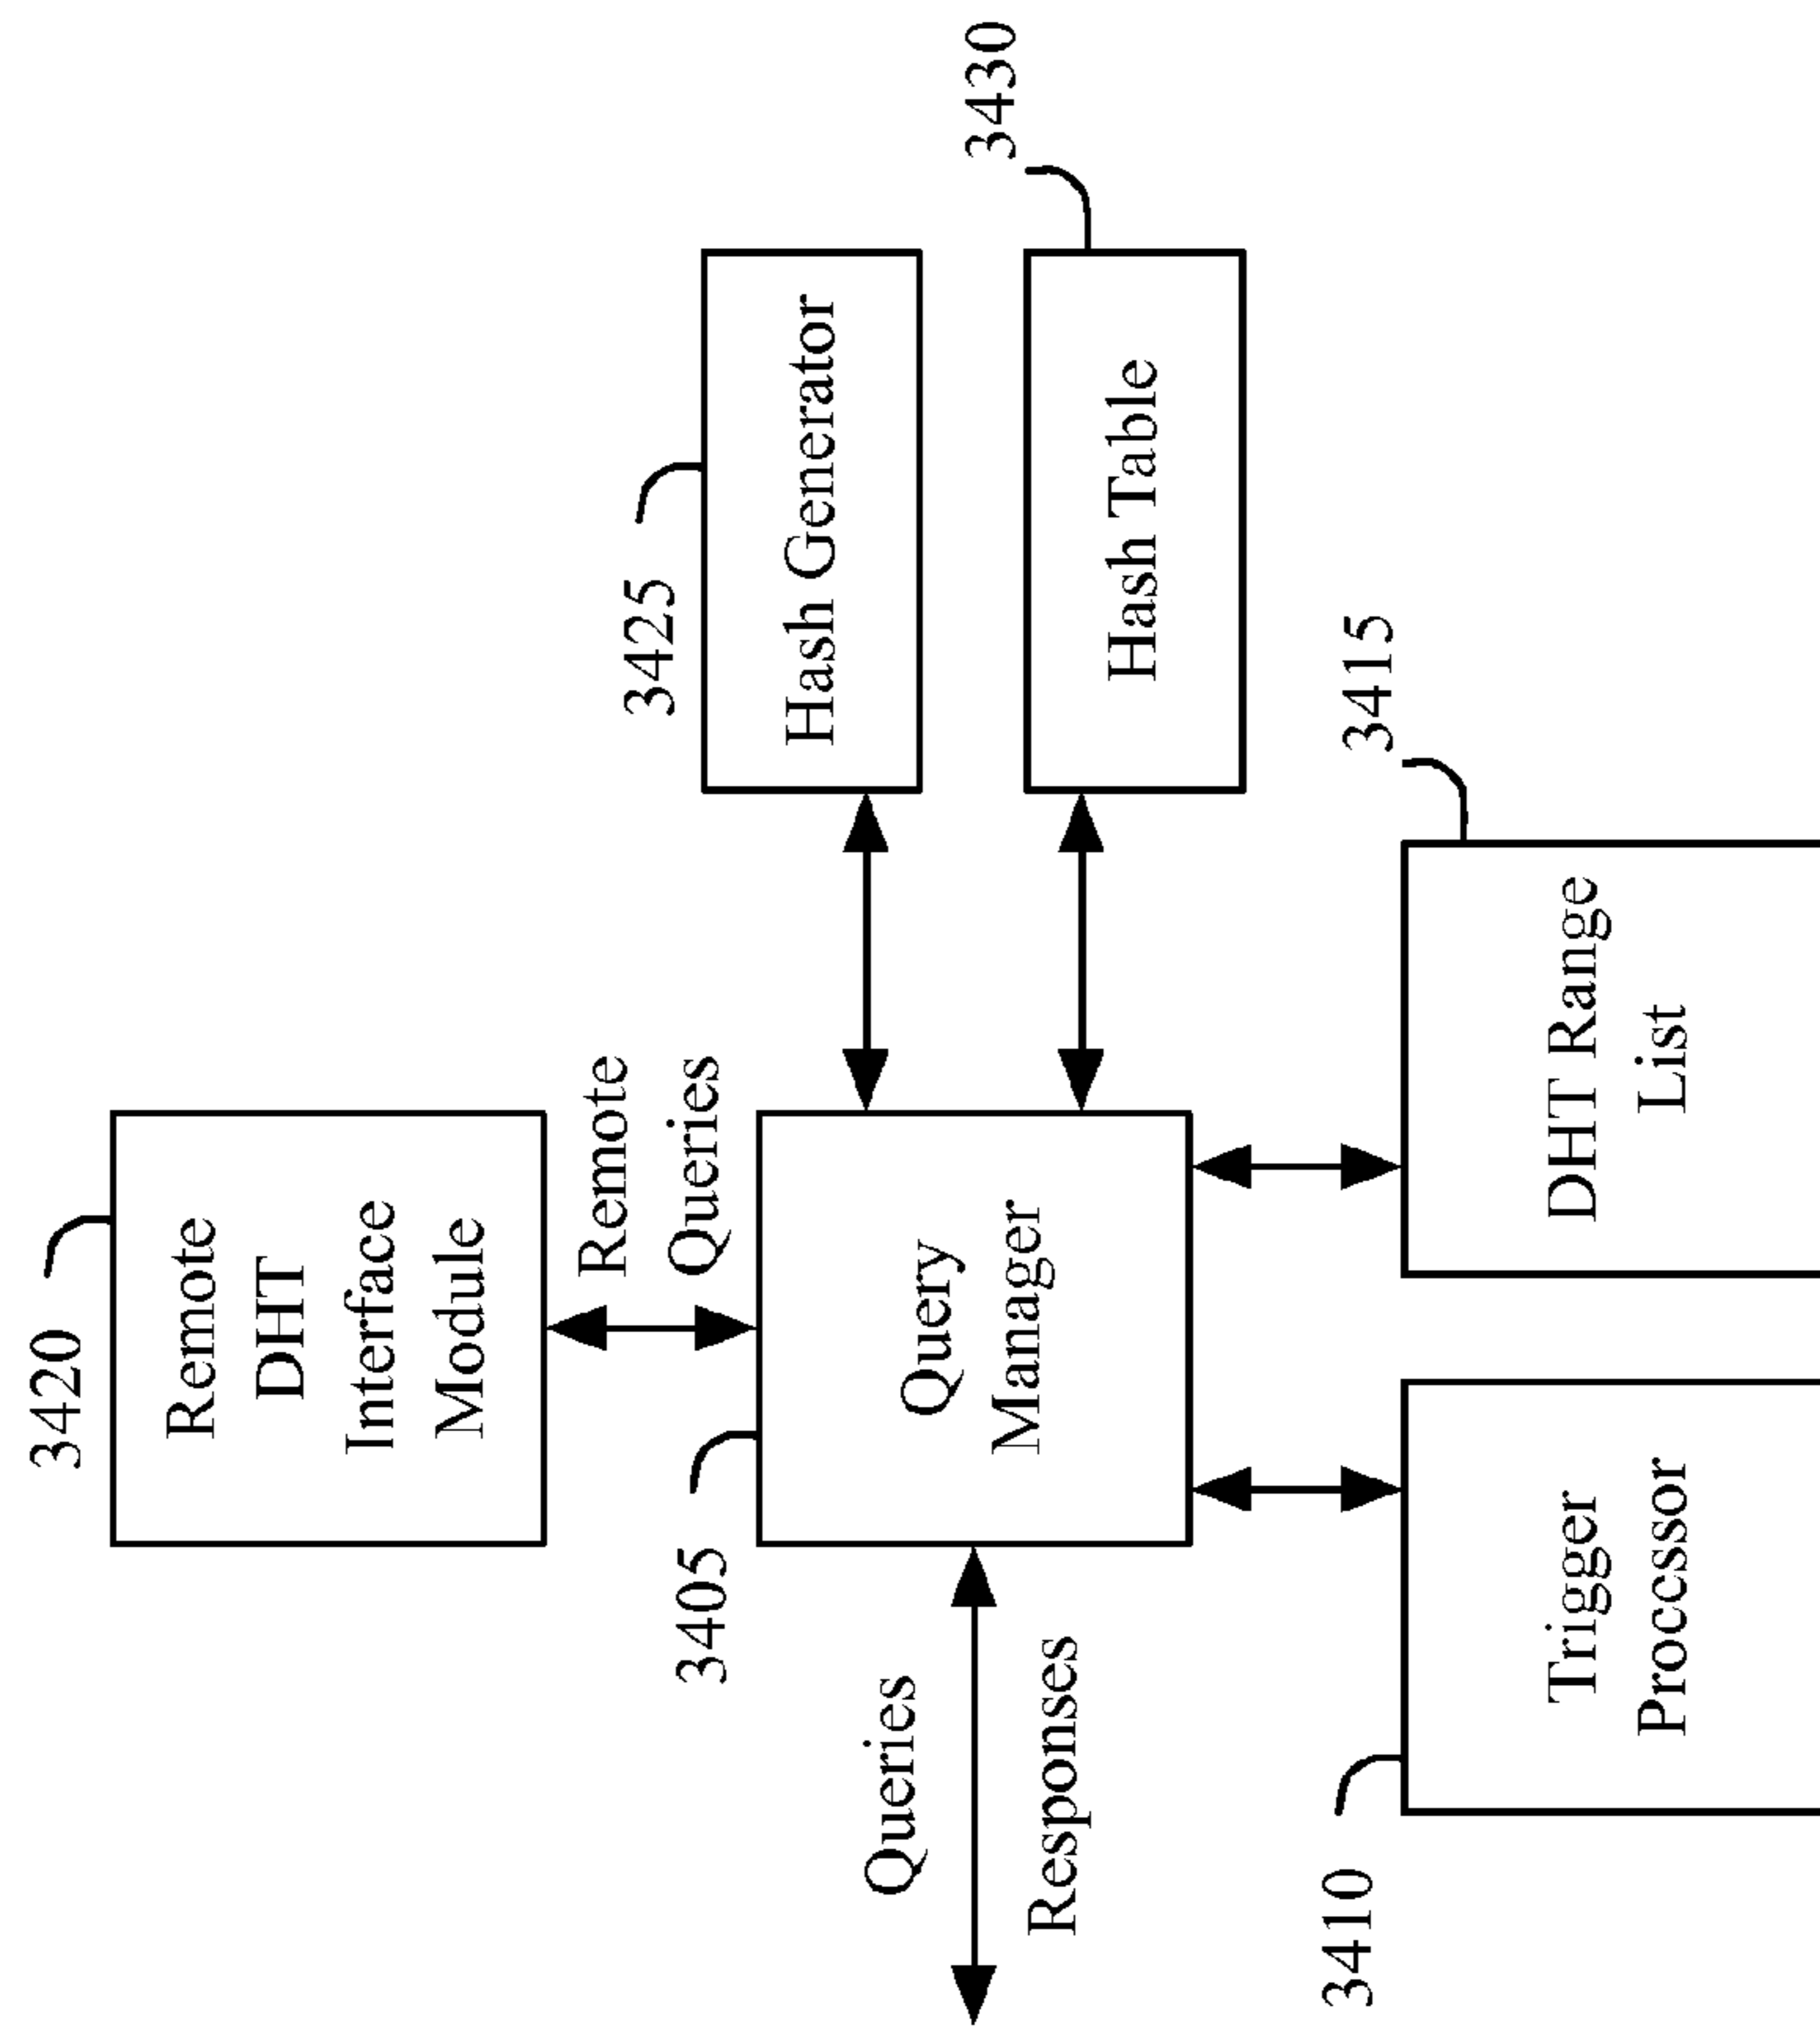 3420
Remote
DHT
Interface
Module
Remote
Queries
3405
Query
Manager
Queries
Responses
3425
Hash Generator
3430
Hash Table
3410
Trigger
Processor
3415
DHT Range
List